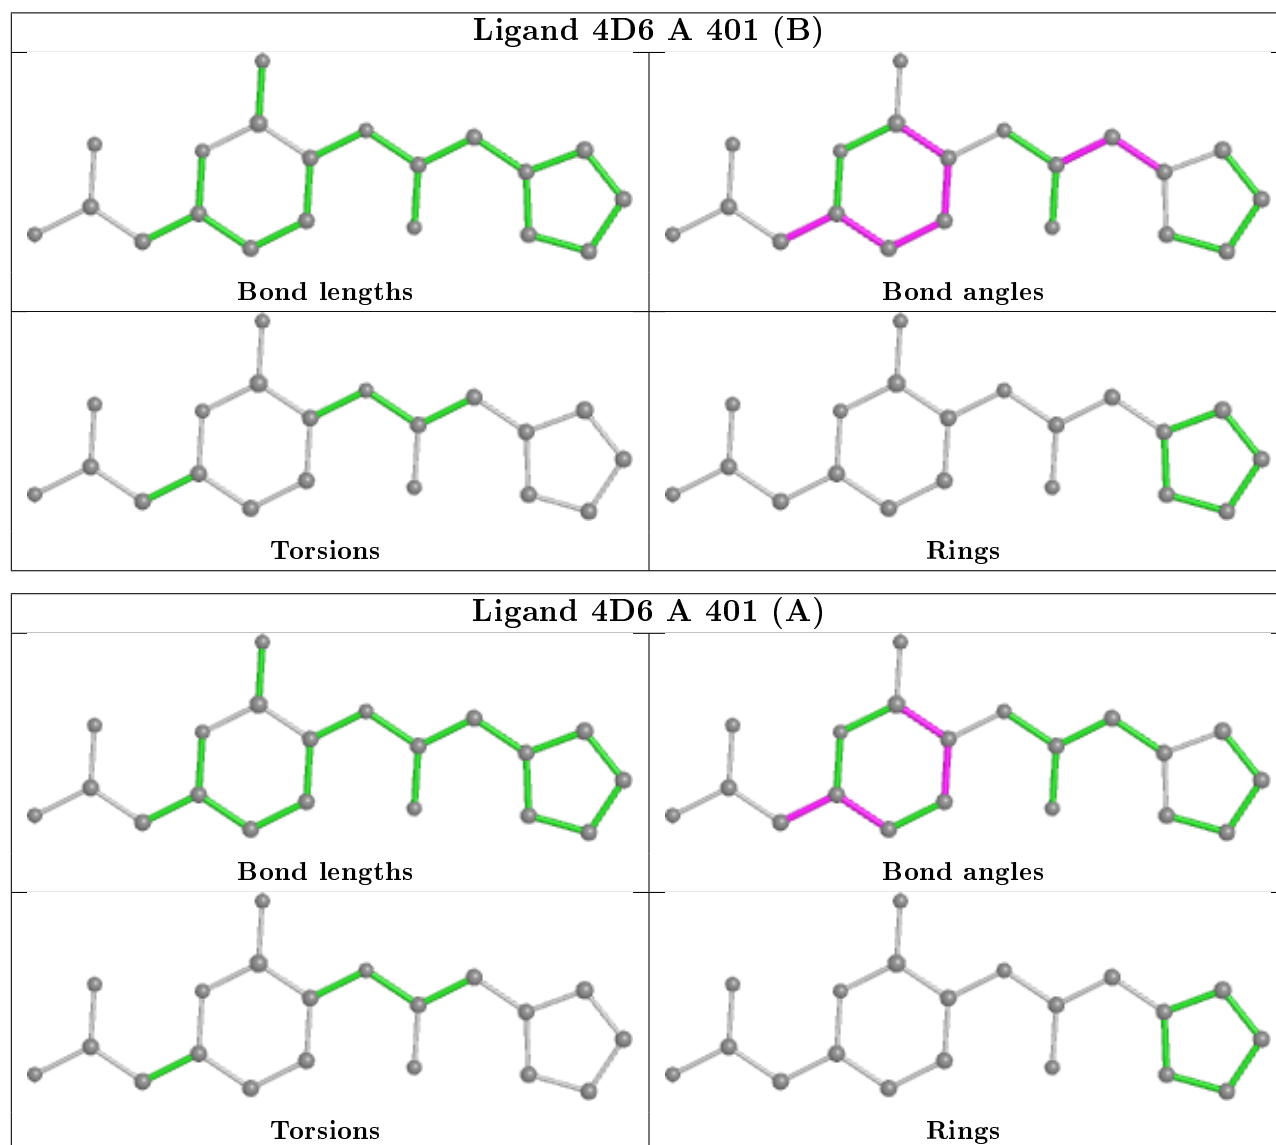 Ligand 4D6 A 401 (B)
Bond lengths
Bond angles
Torsions
Rings
Ligand 4D6 A 401 (A)
Bond lengths
Bond angles
Torsions
Rings